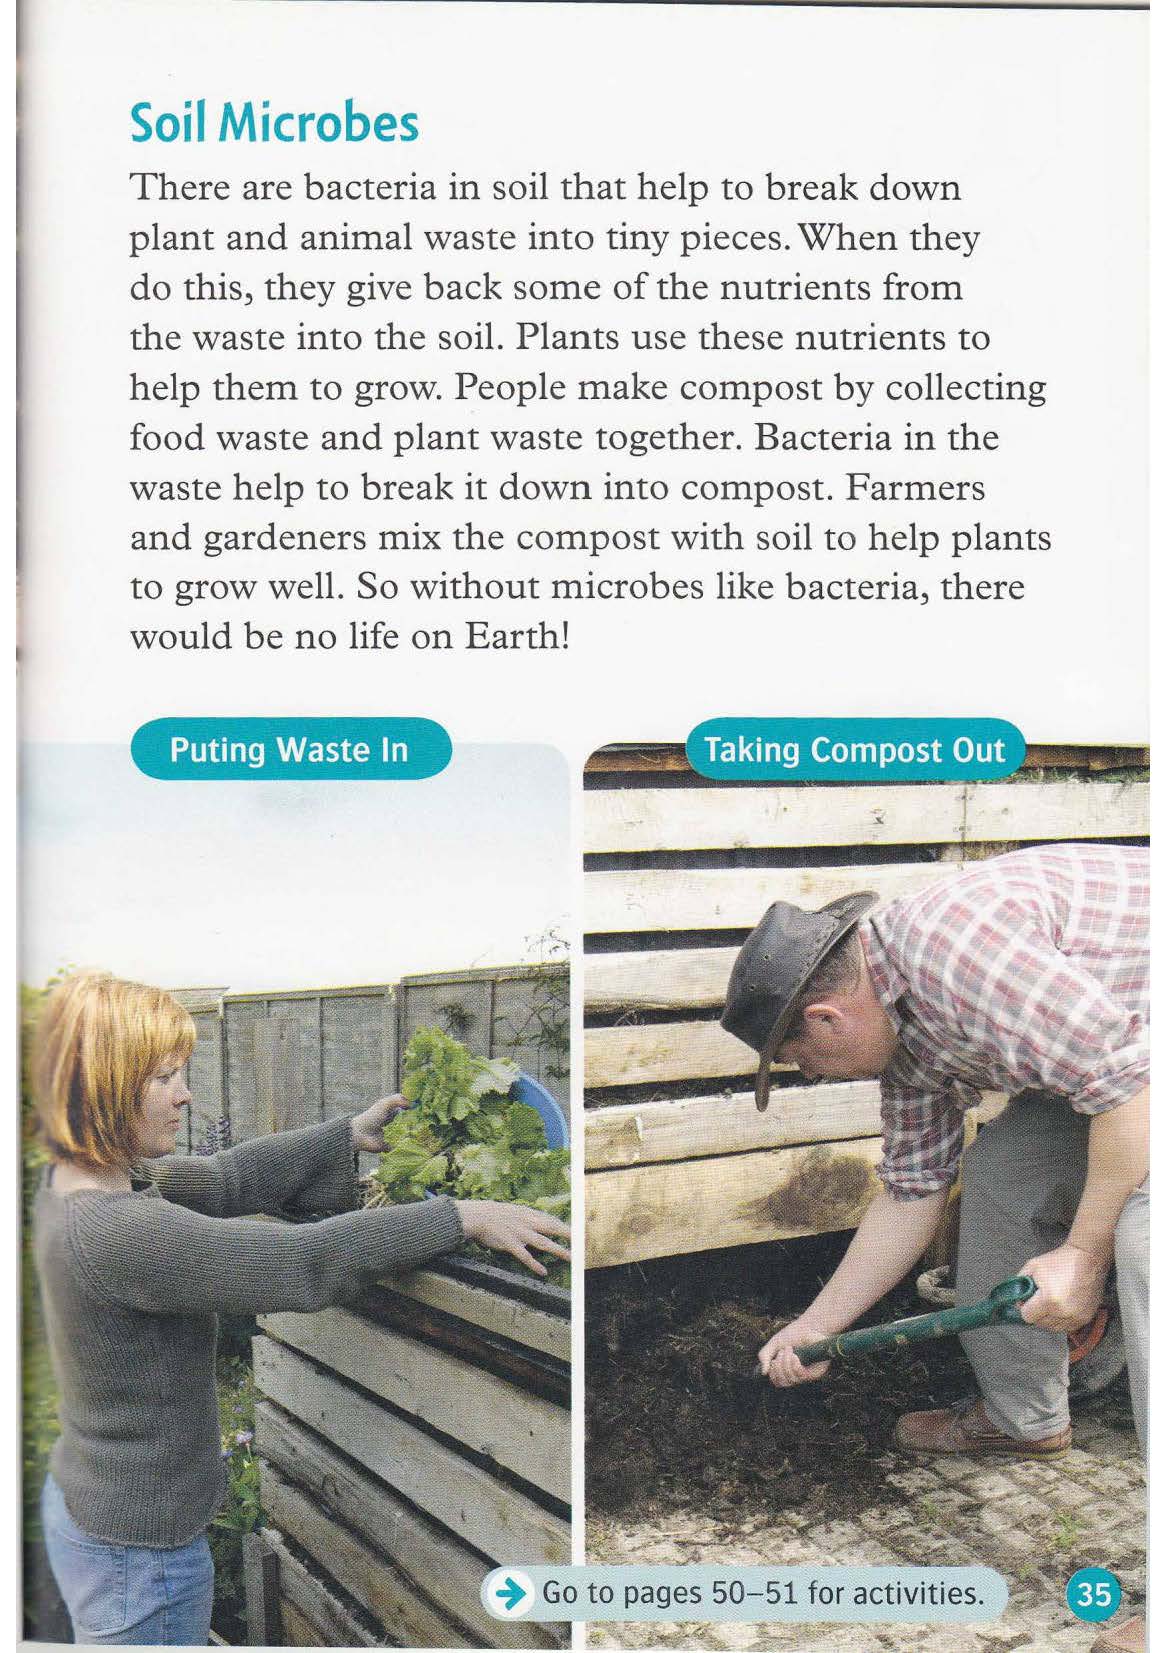 Soil Microbes
There are bacteria in soil that help to break down
plant and animal waste into tiny pieces. When they
do this, they give back some of the nutrients from
the waste into the soil. Plants use these nutrients to
help them to grow. People make compost by collecting
food waste and plant waste together. Bacteria in the
waste help to break it down into compost. Farmers
and gardeners mix the compost with soil to help plants
to grow well. So without microbes like bacteria, there
would be no life on Earth!
Puting Waste In
Taking Compost Out
Go to pages 50–51 for activities.
35